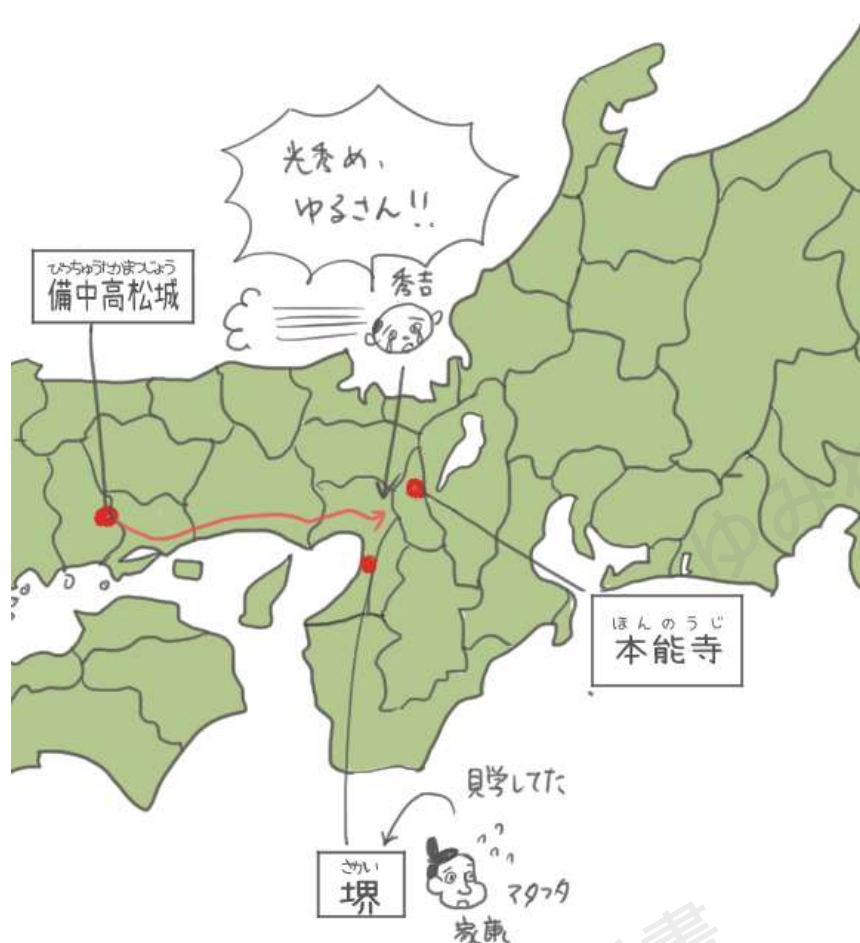 光秀め、
ゆるさん!!
秀吉
びっちゅうたかまつじょう
備中高松城
ほんのうじ
本能寺
見学してた
さかい
堺
アタフタ
家康